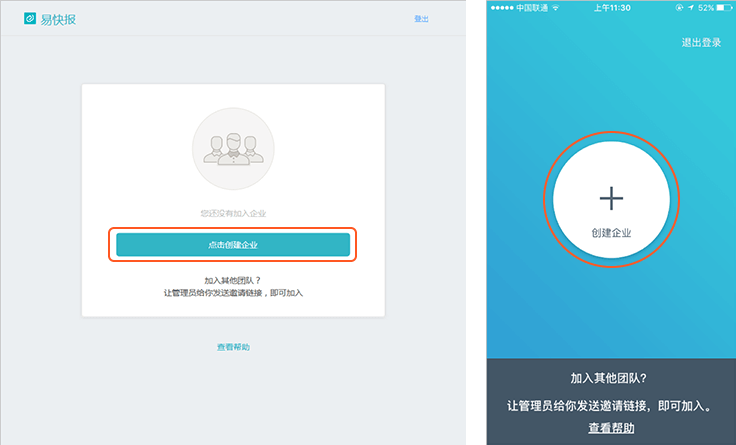 易快报
登出
您还没有加入企业
点击创建企业
加入其他团队？
让管理员给你发送邀请链接，即可加入
查看帮助
中国联通
上午11:30
52%
退出登录
创建企业
加入其他团队？
让管理员给你发送邀请链接，即可加入。
查看帮助